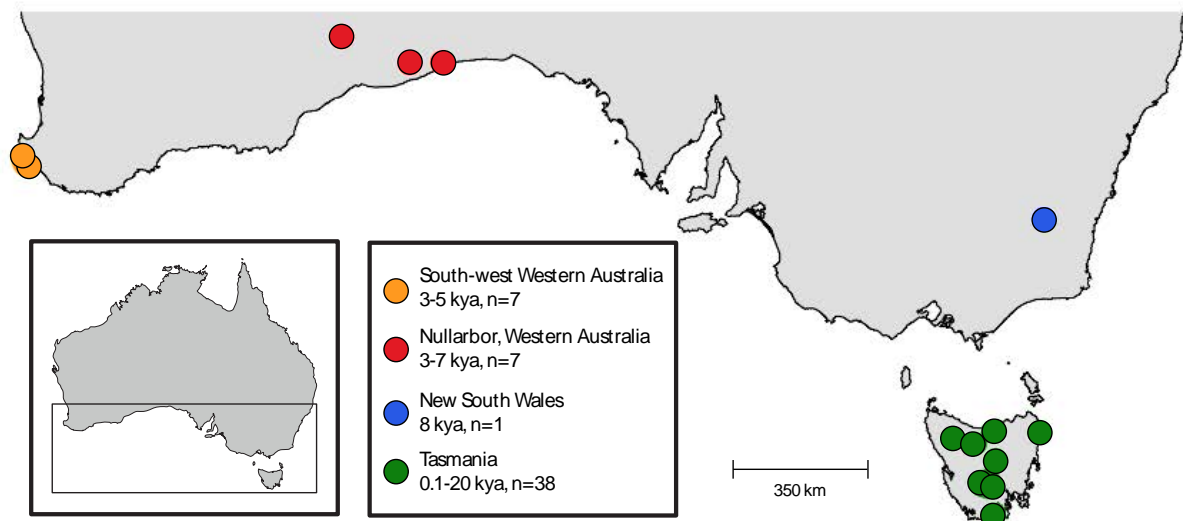 South-west Western Australia
3-5 kya, n=7
Nullarbor, Western Australia
3-7 kya, n=7
New South Wales
8 kya, n=1
Tasmania
0.1-20 kya, n=38
350 km